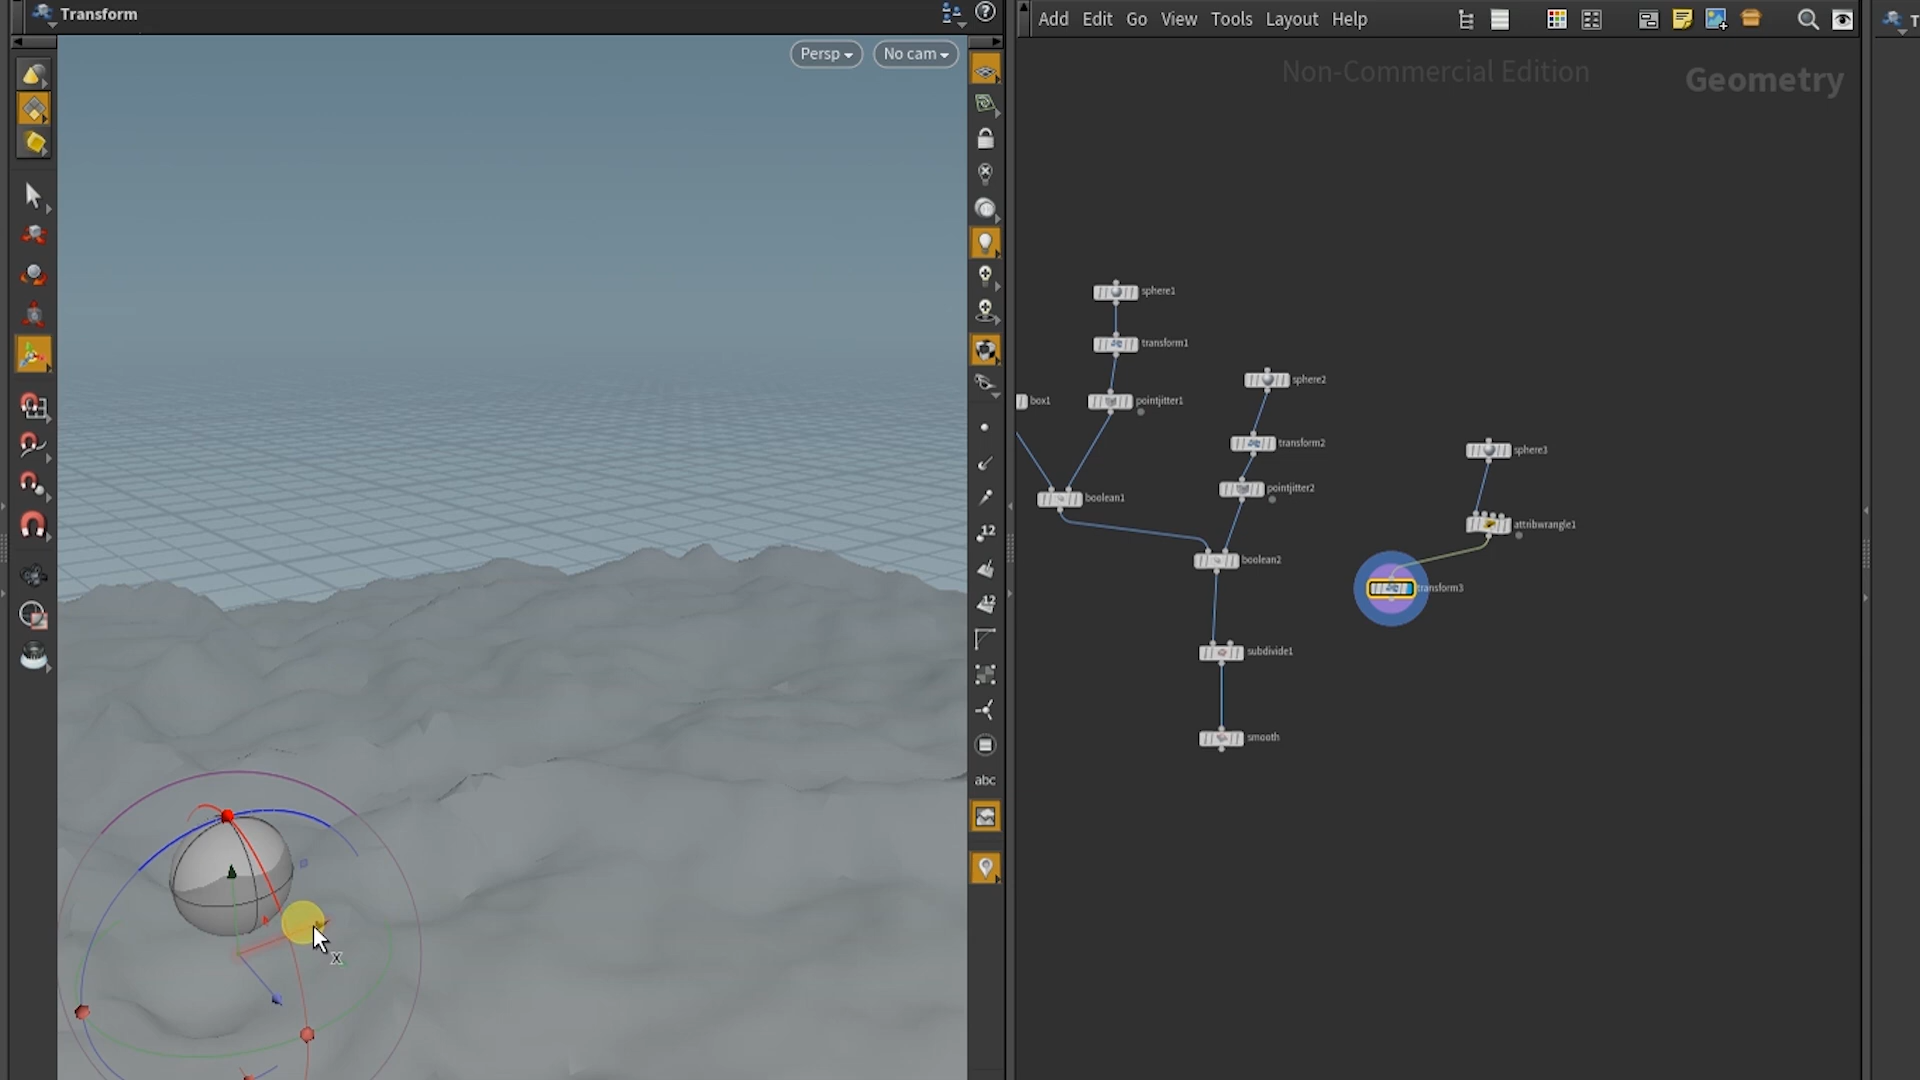 Transform
Persp
No cam
Add Edit Go View Tools Layout Help
T
Non-Commercial Edition
Geometry
sphere1
transform1
sphere2
box1
pointjitter1
transform2
sphere3
pointjitter2
boolean1
attribwrangle1
boolean2
transform3
subdivide1
smooth
12
12
abc
x